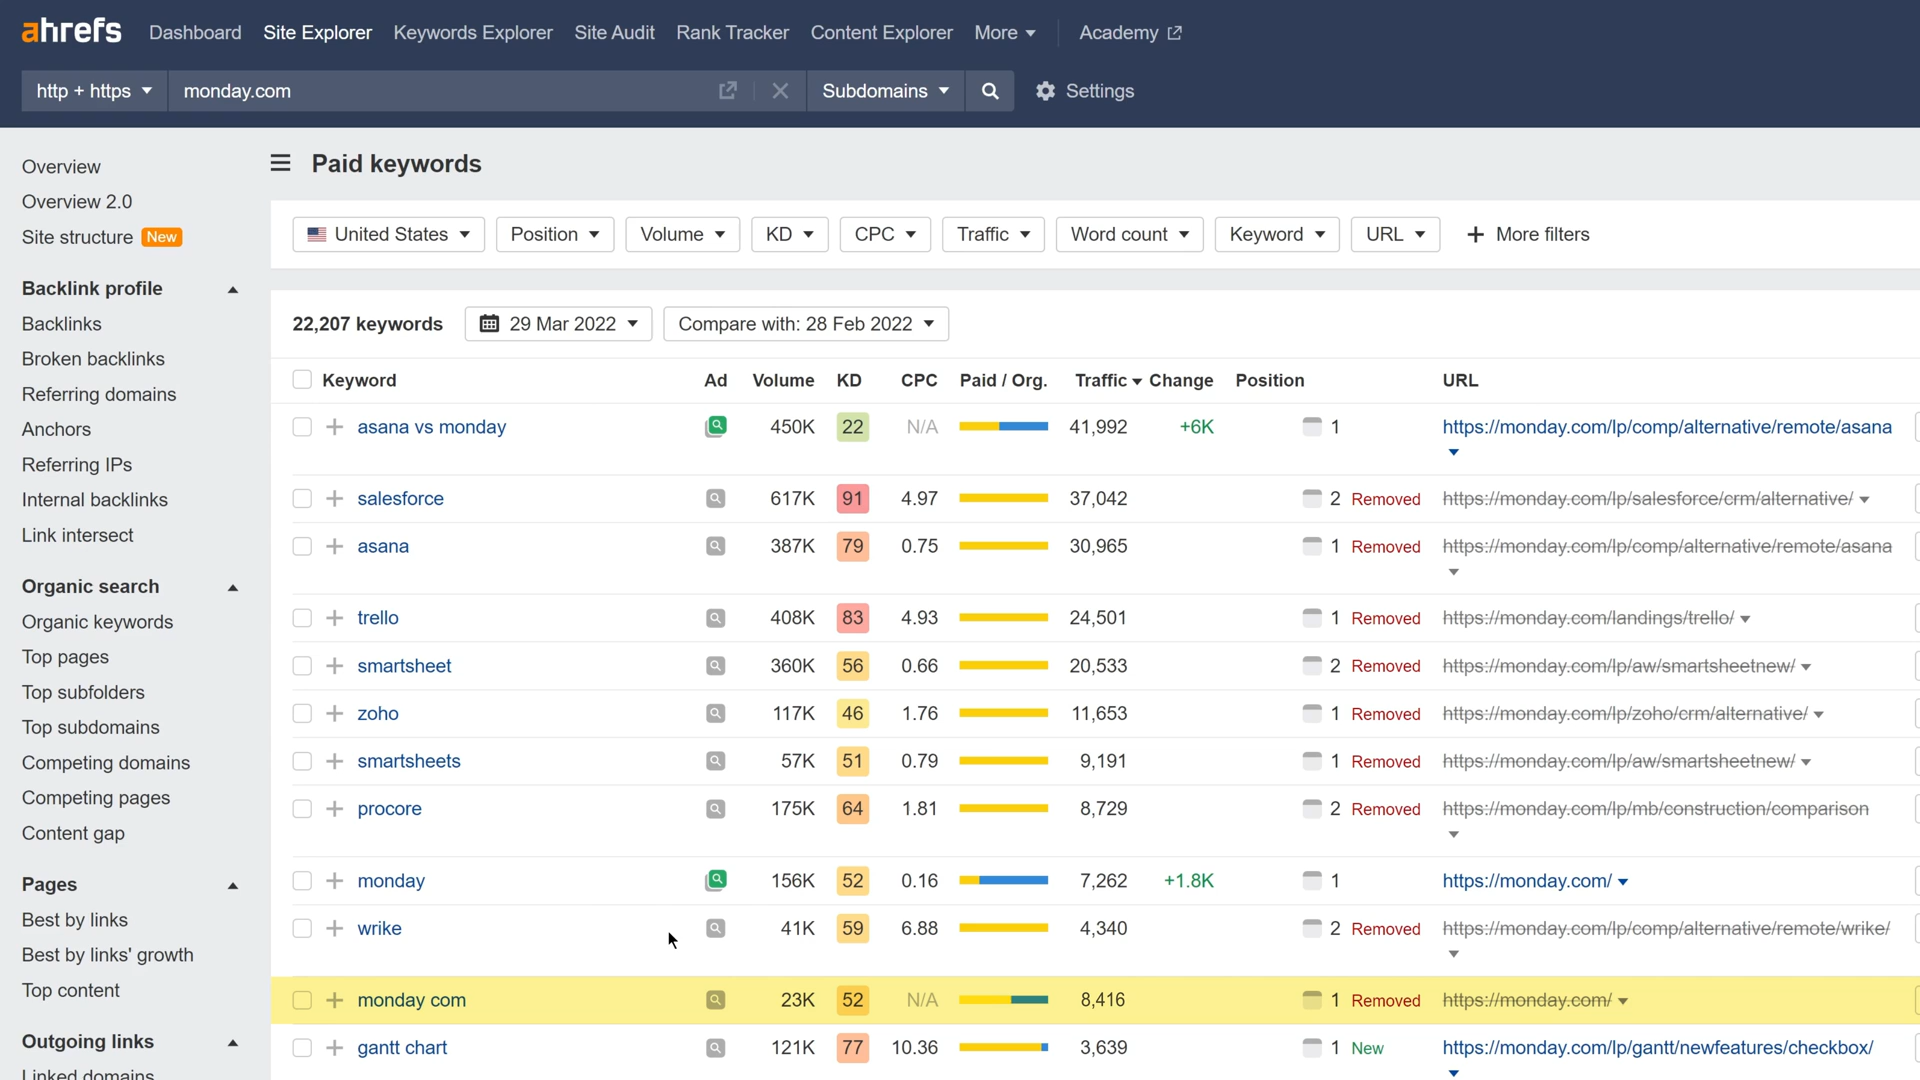 ahrefs Dashboard Site Explorer Keywords Explorer Site Audit Rank Tracker Content Explorer More Academy
http + https monday.com Subdomains Settings
Overview
Overview 2.0
Site structure New
Backlink profile
Backlinks
Broken backlinks
Referring domains
Anchors
Referring IPs
Internal backlinks
Link intersect
Organic search
Organic keywords
Top pages
Top subfolders
Top subdomains
Competing domains
Competing pages
Content gap
Pages
Best by links
Best by links' growth
Top content
Outgoing links
Linked domains
Paid keywords
United States Position Volume KD CPC Traffic Word count Keyword URL + More filters
22,207 keywords 29 Mar 2022 Compare with: 28 Feb 2022
Keyword Ad Volume KD CPC Paid / Org. Traffic Change Position URL
asana vs monday 450K 22 N/A 41,992 +6K 1 https://monday.com/lp/comp/alternative/remote/asana
salesforce 617K 91 4.97 37,042 2 Removed https://monday.com/lp/salesforce/crm/alternative/
asana 387K 79 0.75 30,965 1 Removed https://monday.com/lp/comp/alternative/remote/asana
trello 408K 83 4.93 24,501 1 Removed https://monday.com/landings/trello/
smartsheet 360K 56 0.66 20,533 2 Removed https://monday.com/lp/aw/smartsheetnew/
zoho 117K 46 1.76 11,653 1 Removed https://monday.com/lp/zoho/crm/alternative/
smartsheets 57K 51 0.79 9,191 1 Removed https://monday.com/lp/aw/smartsheetnew/
procore 175K 64 1.81 8,729 2 Removed https://monday.com/lp/mb/construction/comparison
monday 156K 52 0.16 7,262 +1.8K 1 https://monday.com/
wrike 41K 59 6.88 4,340 2 Removed https://monday.com/lp/comp/alternative/remote/wrike/
monday com 23K 52 N/A 8,416 1 Removed https://monday.com/
gantt chart 121K 77 10.36 3,639 1 New https://monday.com/lp/gantt/newfeatures/checkbox/